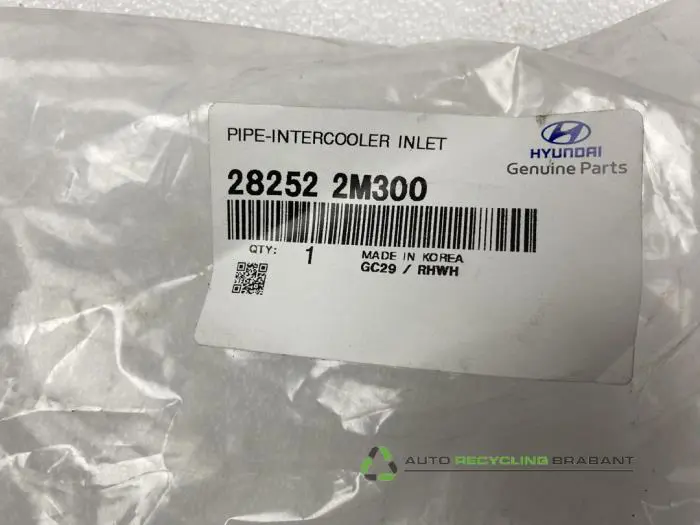 PIPE-INTERCOOLER INLET
HYUNDAI
Genuine Parts
28252 2M300
QTY: 1
MADE IN KOREA
GC29 / RHWH
AUTO RECYCLING BRABANT